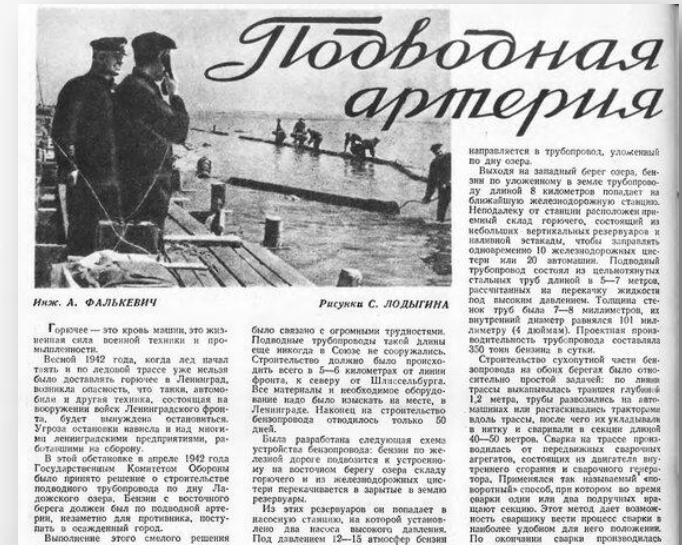 Подводная
артерия
Инж. А. ФАЛЬКЕВИЧ
Рисунки С. ЛОДЫГИНА
Горючее — это кровь машин, это жиз-
ненная сила военной техники и про-
мышленности.
Весной 1942 года, когда лед начал
таять и по ледовой трассе уже нельзя
было доставлять горючее в Ленинград,
возникла опасность, что танки, автомо-
били и другая техника, состоящая на
вооружении войск Ленинградского фрон-
та, будет вынуждена остановиться.
Угроза остановки нависла и над многи-
ми ленинградскими предприятиями, ра-
ботавшими на оборону.
В этой обстановке в апреле 1942 года
Государственным Комитетом Обороны
было принято решение о строительстве
подводного трубопровода по дну Ла-
дожского озера. Бензин с восточного
берега должен был по подводной арте-
рии, незаметно для противника, посту-
пать в осажденный город.
Выполнение этого смелого решения
было связано с огромными трудностями.
Подводные трубопроводы такой длины
еще никогда в Союзе не сооружались.
Строительство должно было происхо-
дить всего в 5—6 километрах от линии
фронта, к северу от Шлиссельбурга.
Все материалы и необходимое оборудо-
вание надо было изыскать на месте, в
Ленинграде. Наконец на строительство
бензопровода отводилось только 50
дней.
Была разработана следующая схема
устройства бензопровода: бензин по же-
лезной дороге подвозится к устроенно-
му на восточном берегу озера складу
горючего и из железнодорожных цис-
терн перекачивается в зарытые в землю
резервуары.
Из этих резервуаров он попадает в
насосную станцию, на которой установ-
лено два насоса высокого давления.
Под давлением 12—15 атмосфер бензин
направляется в трубопровод, уложенный
по дну озера.
Выходя на западный берег озера, бен-
зин по уложенному в земле трубопрово-
ду длиной 8 километров попадает на
ближайшую железнодорожную станцию.
Неподалеку от станции расположен при-
емный склад горючего, состоящий из
небольших вертикальных резервуаров и
наливной эстакады, чтобы заправлять
одновременно 10 железнодорожных цис-
терн или 20 автомашин. Подводный
трубопровод состоял из цельнотянутых
стальных труб длиной в 5—7 метров,
рассчитанных на перекачку жидкости
под высоким давлением. Толщина сте-
нок труб была 7—8 миллиметров, их
внутренний диаметр равнялся 101 мил-
лиметру (4 дюймам). Проектная произ-
водительность трубопровода составляла
350 тонн бензина в сутки.
Строительство сухопутной части бен-
зопровода на обоих берегах было отно-
сительно простой задачей: по линии
трассы выкапывалась траншея глубиной
1,2 метра, трубы развозились на авто-
машинах или растаскивались тракторами
вдоль трассы, после чего их укладывали
в нитку и сваривали в секции длиной
40—50 метров. Сварка на трассе произ-
водилась от передвижных сварочных
агрегатов, состоящих из двигателя вну-
треннего сгорания и сварочного генера-
тора. Применялся так называемый «по-
воротный» способ, при котором во время
сварки один или два подручных вра-
щают секцию. Этот метод дает возмож-
ность сварщику вести процесс сварки в
наиболее удобном для него положении.
По окончании сварки производилась